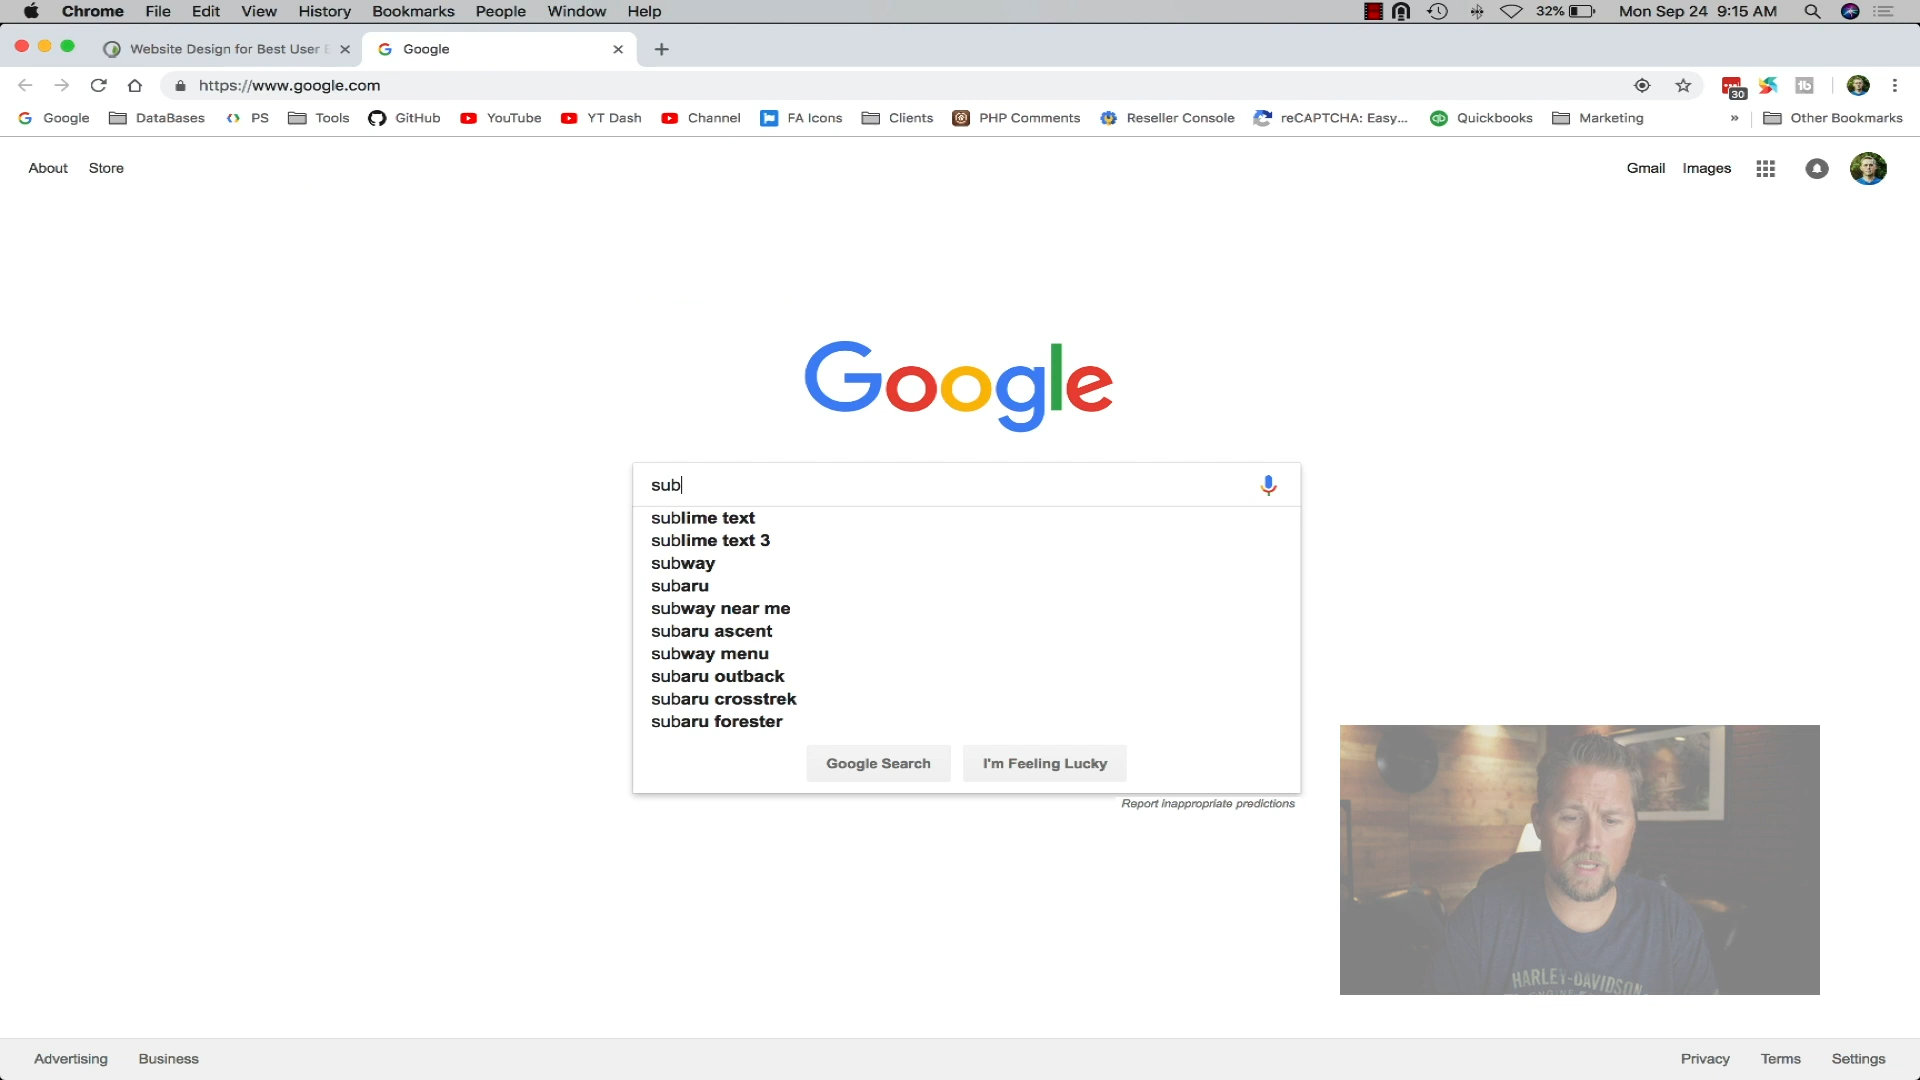 Chrome File Edit View History Bookmarks People Window Help 32% Mon Sep 24 9:15 AM
Website Design for Best User Google
https://www.google.com 30
Google DataBases PS Tools GitHub YouTube YT Dash Channel FA Icons Clients PHP Comments Reseller Console reCAPTCHA: Easy... Quickbooks Marketing » Other Bookmarks
About Store Gmail Images
Google
sub
sublime text
sublime text 3
subway
subaru
subway near me
subaru ascent
subway menu
subaru outback
subaru crosstrek
subaru forester
Google Search I'm Feeling Lucky
Report inappropriate predictions
HARLEY-DAVIDSON
Advertising Business Privacy Terms Settings